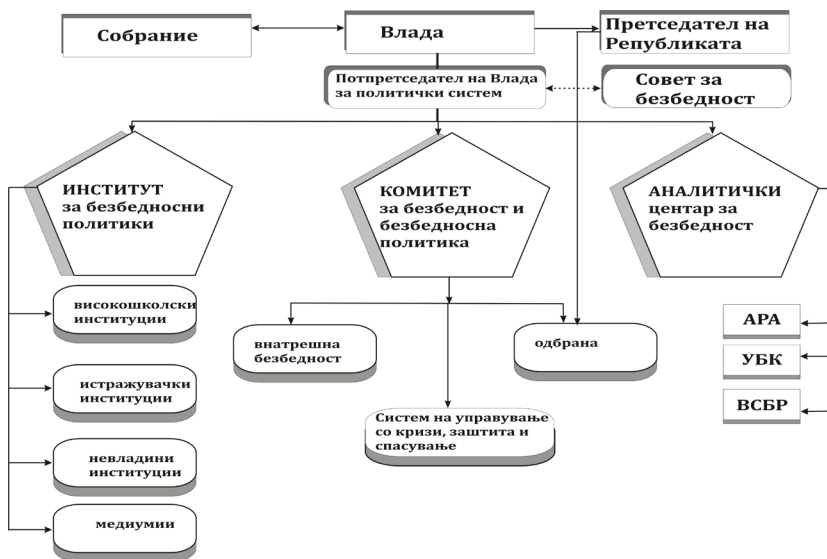 Собрание
Влада
Претседател на
Републиката
Потпретседател на Влада
за политички систем
Совет за
безбедност
ИНСТИТУТ
за безбедносни
политики
КОМИТЕТ
за безбедност и
безбедносна
политика
АНАЛИТИЧКИ
центар за
безбедност
високошколски
институции
истражувачки
институции
невладини
институции
медиумии
внатрешна
безбедност
одбрана
Систем на управување
со кризи, заштита и
спасување
АРА
УБК
ВСБР